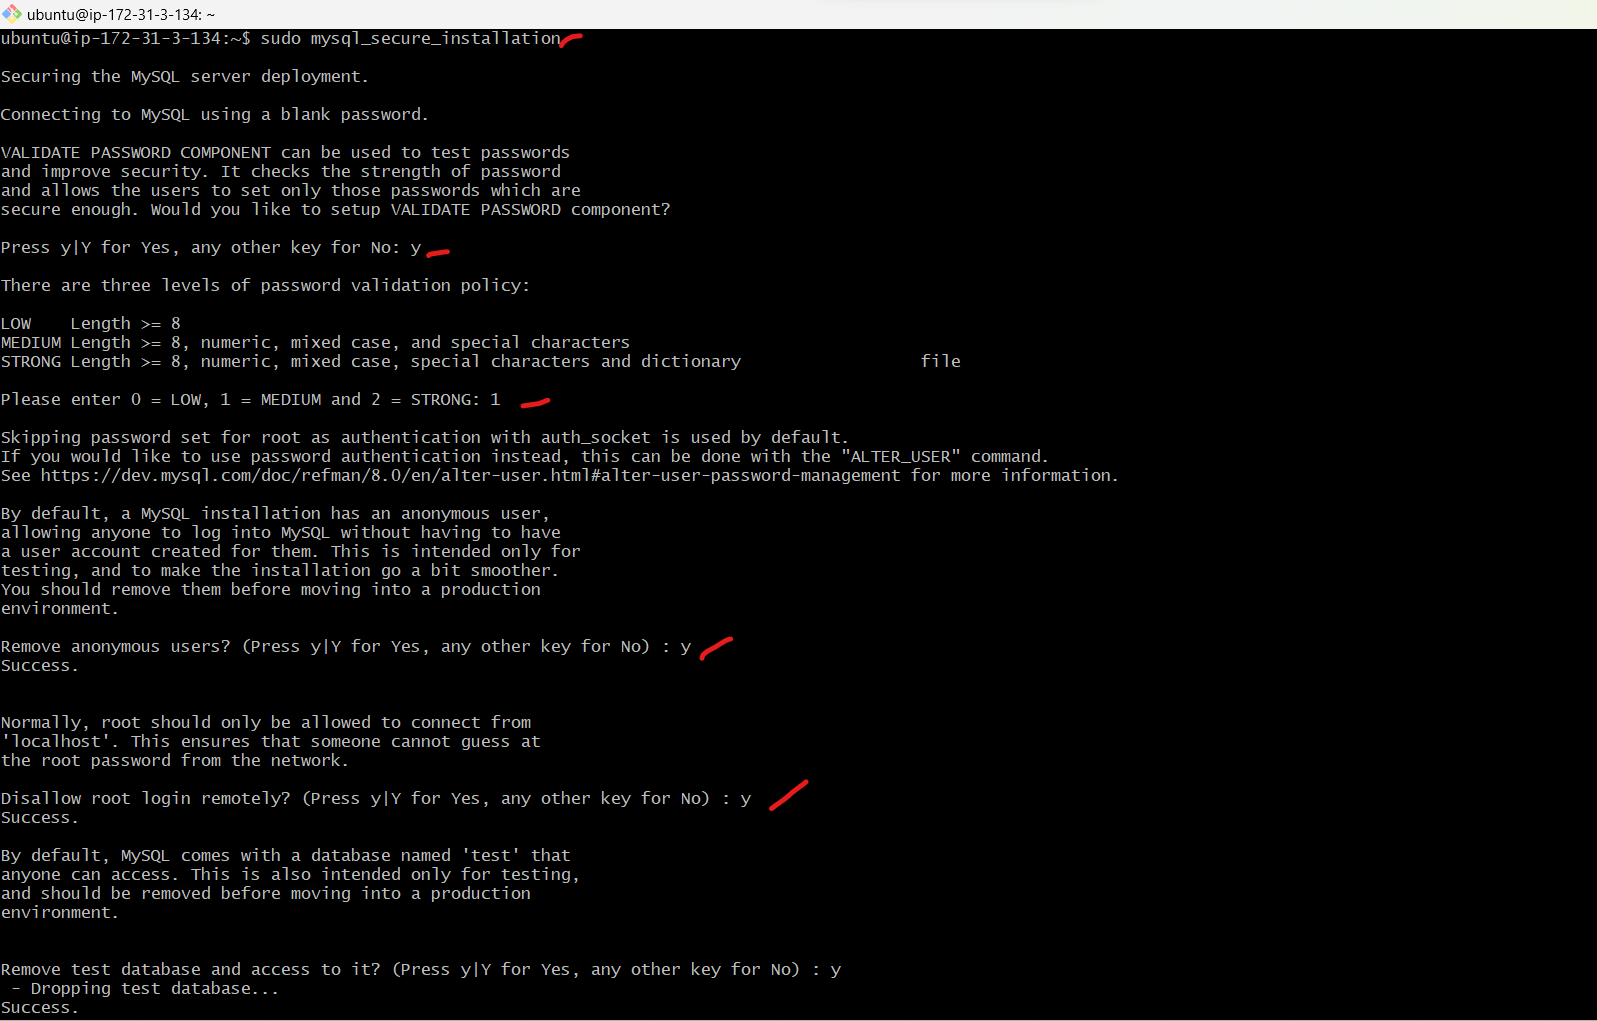 ubuntu@ip-172-31-3-134: ~
ubuntu@ip-172-31-3-134:~$ sudo mysql_secure_installation
Securing the MySQL server deployment.
Connecting to MySQL using a blank password.
VALIDATE PASSWORD COMPONENT can be used to test passwords
and improve security. It checks the strength of password
and allows the users to set only those passwords which are
secure enough. Would you like to setup VALIDATE PASSWORD component?
Press y|Y for Yes, any other key for No: y
There are three levels of password validation policy:
LOW    Length >= 8
MEDIUM Length >= 8, numeric, mixed case, and special characters
STRONG Length >= 8, numeric, mixed case, special characters and dictionary                  file
Please enter 0 = LOW, 1 = MEDIUM and 2 = STRONG: 1
Skipping password set for root as authentication with auth_socket is used by default.
If you would like to use password authentication instead, this can be done with the "ALTER_USER" command.
See https://dev.mysql.com/doc/refman/8.0/en/alter-user.html#alter-user-password-management for more information.
By default, a MySQL installation has an anonymous user,
allowing anyone to log into MySQL without having to have
a user account created for them. This is intended only for
testing, and to make the installation go a bit smoother.
You should remove them before moving into a production
environment.
Remove anonymous users? (Press y|Y for Yes, any other key for No) : y
Success.
Normally, root should only be allowed to connect from
'localhost'. This ensures that someone cannot guess at
the root password from the network.
Disallow root login remotely? (Press y|Y for Yes, any other key for No) : y
Success.
By default, MySQL comes with a database named 'test' that
anyone can access. This is also intended only for testing,
and should be removed before moving into a production
environment.
Remove test database and access to it? (Press y|Y for Yes, any other key for No) : y
 - Dropping test database...
Success.